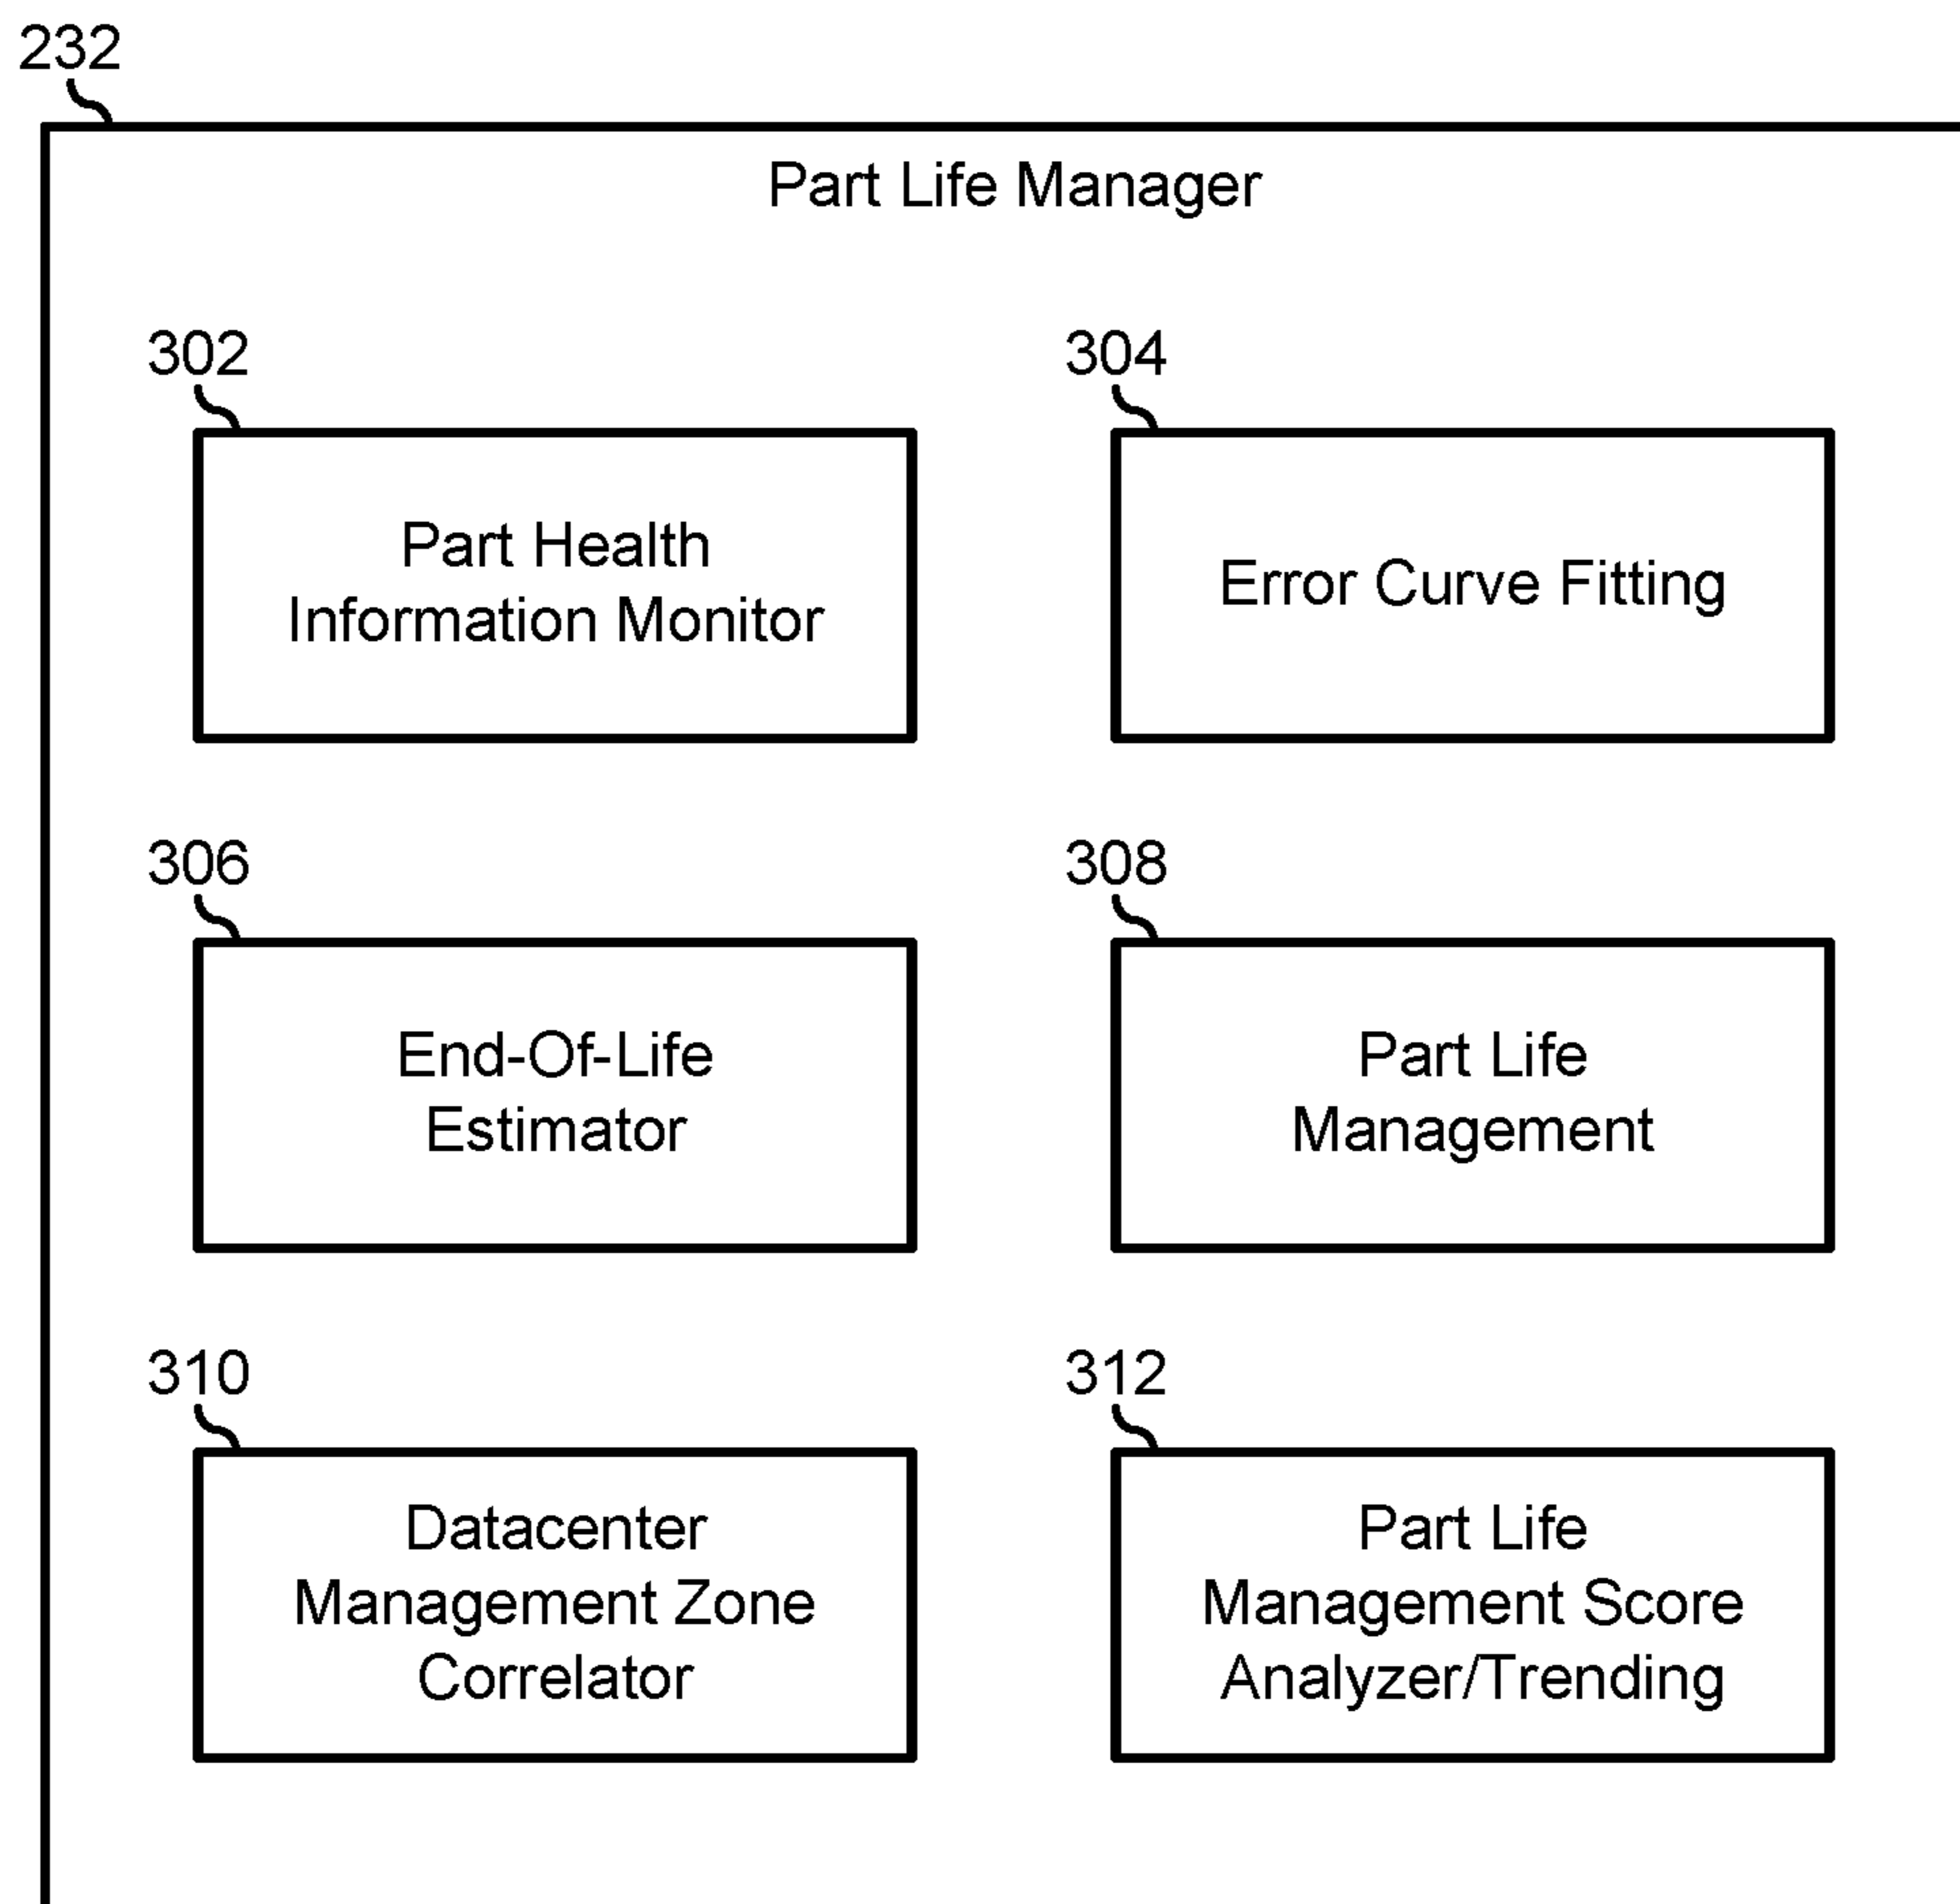 232
Part Life Manager
302
Part Health
Information Monitor
304
Error Curve Fitting
306
End-Of-Life
Estimator
308
Part Life
Management
310
Datacenter
Management Zone
Correlator
312
Part Life
Management Score
Analyzer/Trending